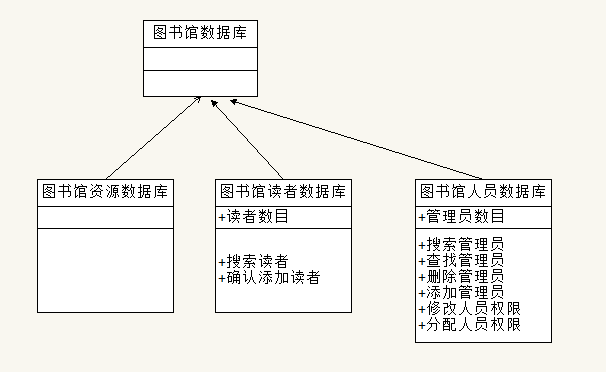 图书馆数据库
图书馆资源数据库
图书馆读者数据库
+读者数目
+搜索读者
+确认添加读者
图书馆人员数据库
+管理员数目
+搜索管理员
+查找管理员
+删除管理员
+添加管理员
+修改人员权限
+分配人员权限